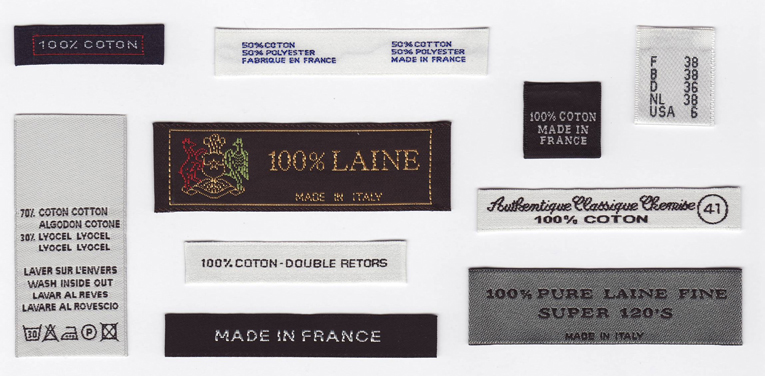 100% COTON
50%COTON
50% POLYESTER
FABRIQUE EN FRANCE
50%COTTON
50% POLYESTER
MADE IN FRANCE
F 38
B 38
D 36
NL 38
USA 6
100% COTON
MADE IN
FRANCE
100% LAINE
MADE IN ITALY
70% COTON COTTON
ALGODON COTONE
30% LYOCEL LYOCEL
LYOCEL LYOCEL
LAVER SUR L'ENVERS
WASH INSIDE OUT
LAVAR AL REVES
LAVARE AL ROVESCIO
30
P
Authentique Classique Chemise 41
100% COTON
100% COTON - DOUBLE RETORS
100% PURE LAINE FINE
SUPER 120'S
MADE IN ITALY
MADE IN FRANCE